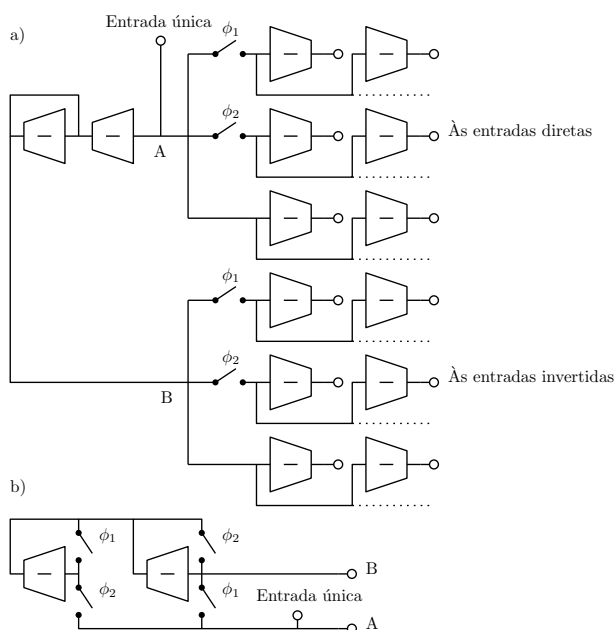 Entrada única
a)
ϕ1
ϕ2
A
Às entradas diretas
ϕ1
ϕ2
B
Às entradas invertidas
b)
ϕ1
ϕ2
ϕ2
ϕ1
B
Entrada única
A